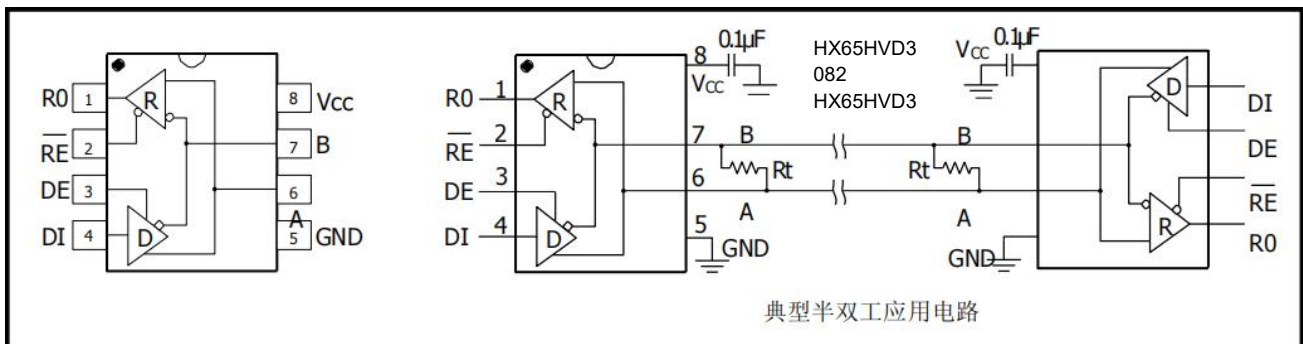 R0 1
RE 2
DE 3
DI 4
R
D
8 Vcc
7 B
6
A
5 GND
R0 1
RE 2
DE 3
DI 4
R
D
8
Vcc
0.1µF
7
6
5
GND
B
A
Rt
HX65HVD3
082
HX65HVD3
B
A
Rt
Vcc
0.1µF
GND
D
R
DI
DE
RE
R0
典型半双工应用电路